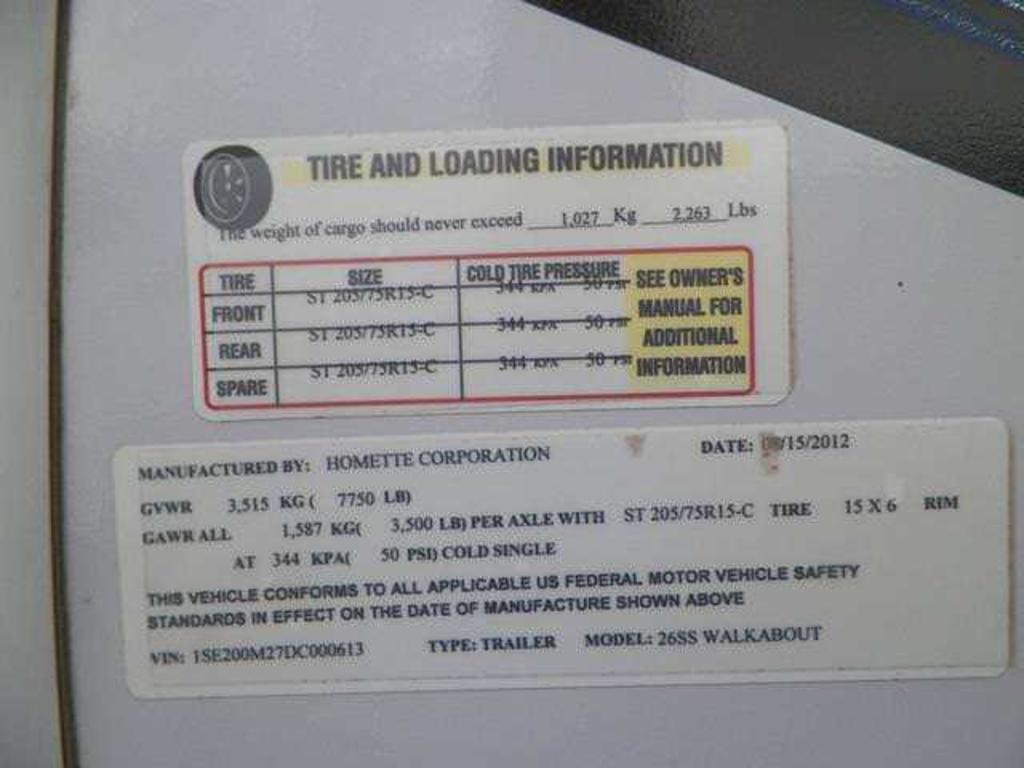 TIRE AND LOADING INFORMATION
The weight of cargo should never exceed 1,027 Kg 2,263 Lbs
TIRE SIZE COLD TIRE PRESSURE
FRONT ST 205/75R15-C 344 KPA 50 PSI
REAR ST 205/75R15-C 344 KPA 50 PSI
SPARE ST 205/75R15-C 344 KPA 50 PSI
SEE OWNER'S
MANUAL FOR
ADDITIONAL
INFORMATION
MANUFACTURED BY: HOMETTE CORPORATION DATE: /15/2012
GVWR 3,515 KG ( 7750 LB)
GAWR ALL 1,587 KG( 3,500 LB) PER AXLE WITH ST 205/75R15-C TIRE 15 X 6 RIM
AT 344 KPA( 50 PSI) COLD SINGLE
THIS VEHICLE CONFORMS TO ALL APPLICABLE US FEDERAL MOTOR VEHICLE SAFETY
STANDARDS IN EFFECT ON THE DATE OF MANUFACTURE SHOWN ABOVE
VIN: 1SE200M27DC000613 TYPE: TRAILER MODEL: 26SS WALKABOUT